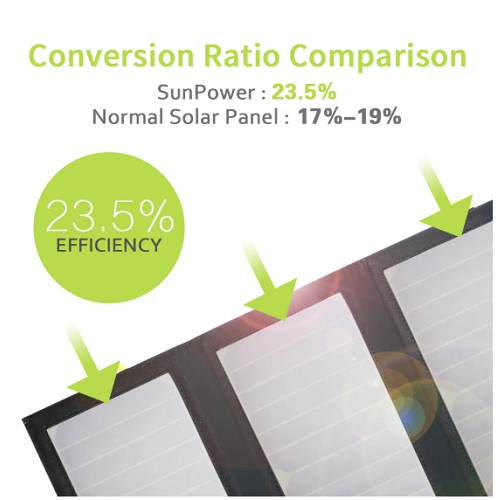 Conversion Ratio Comparison
SunPower : 23.5%
Normal Solar Panel : 17%–19%
23.5%
EFFICIENCY